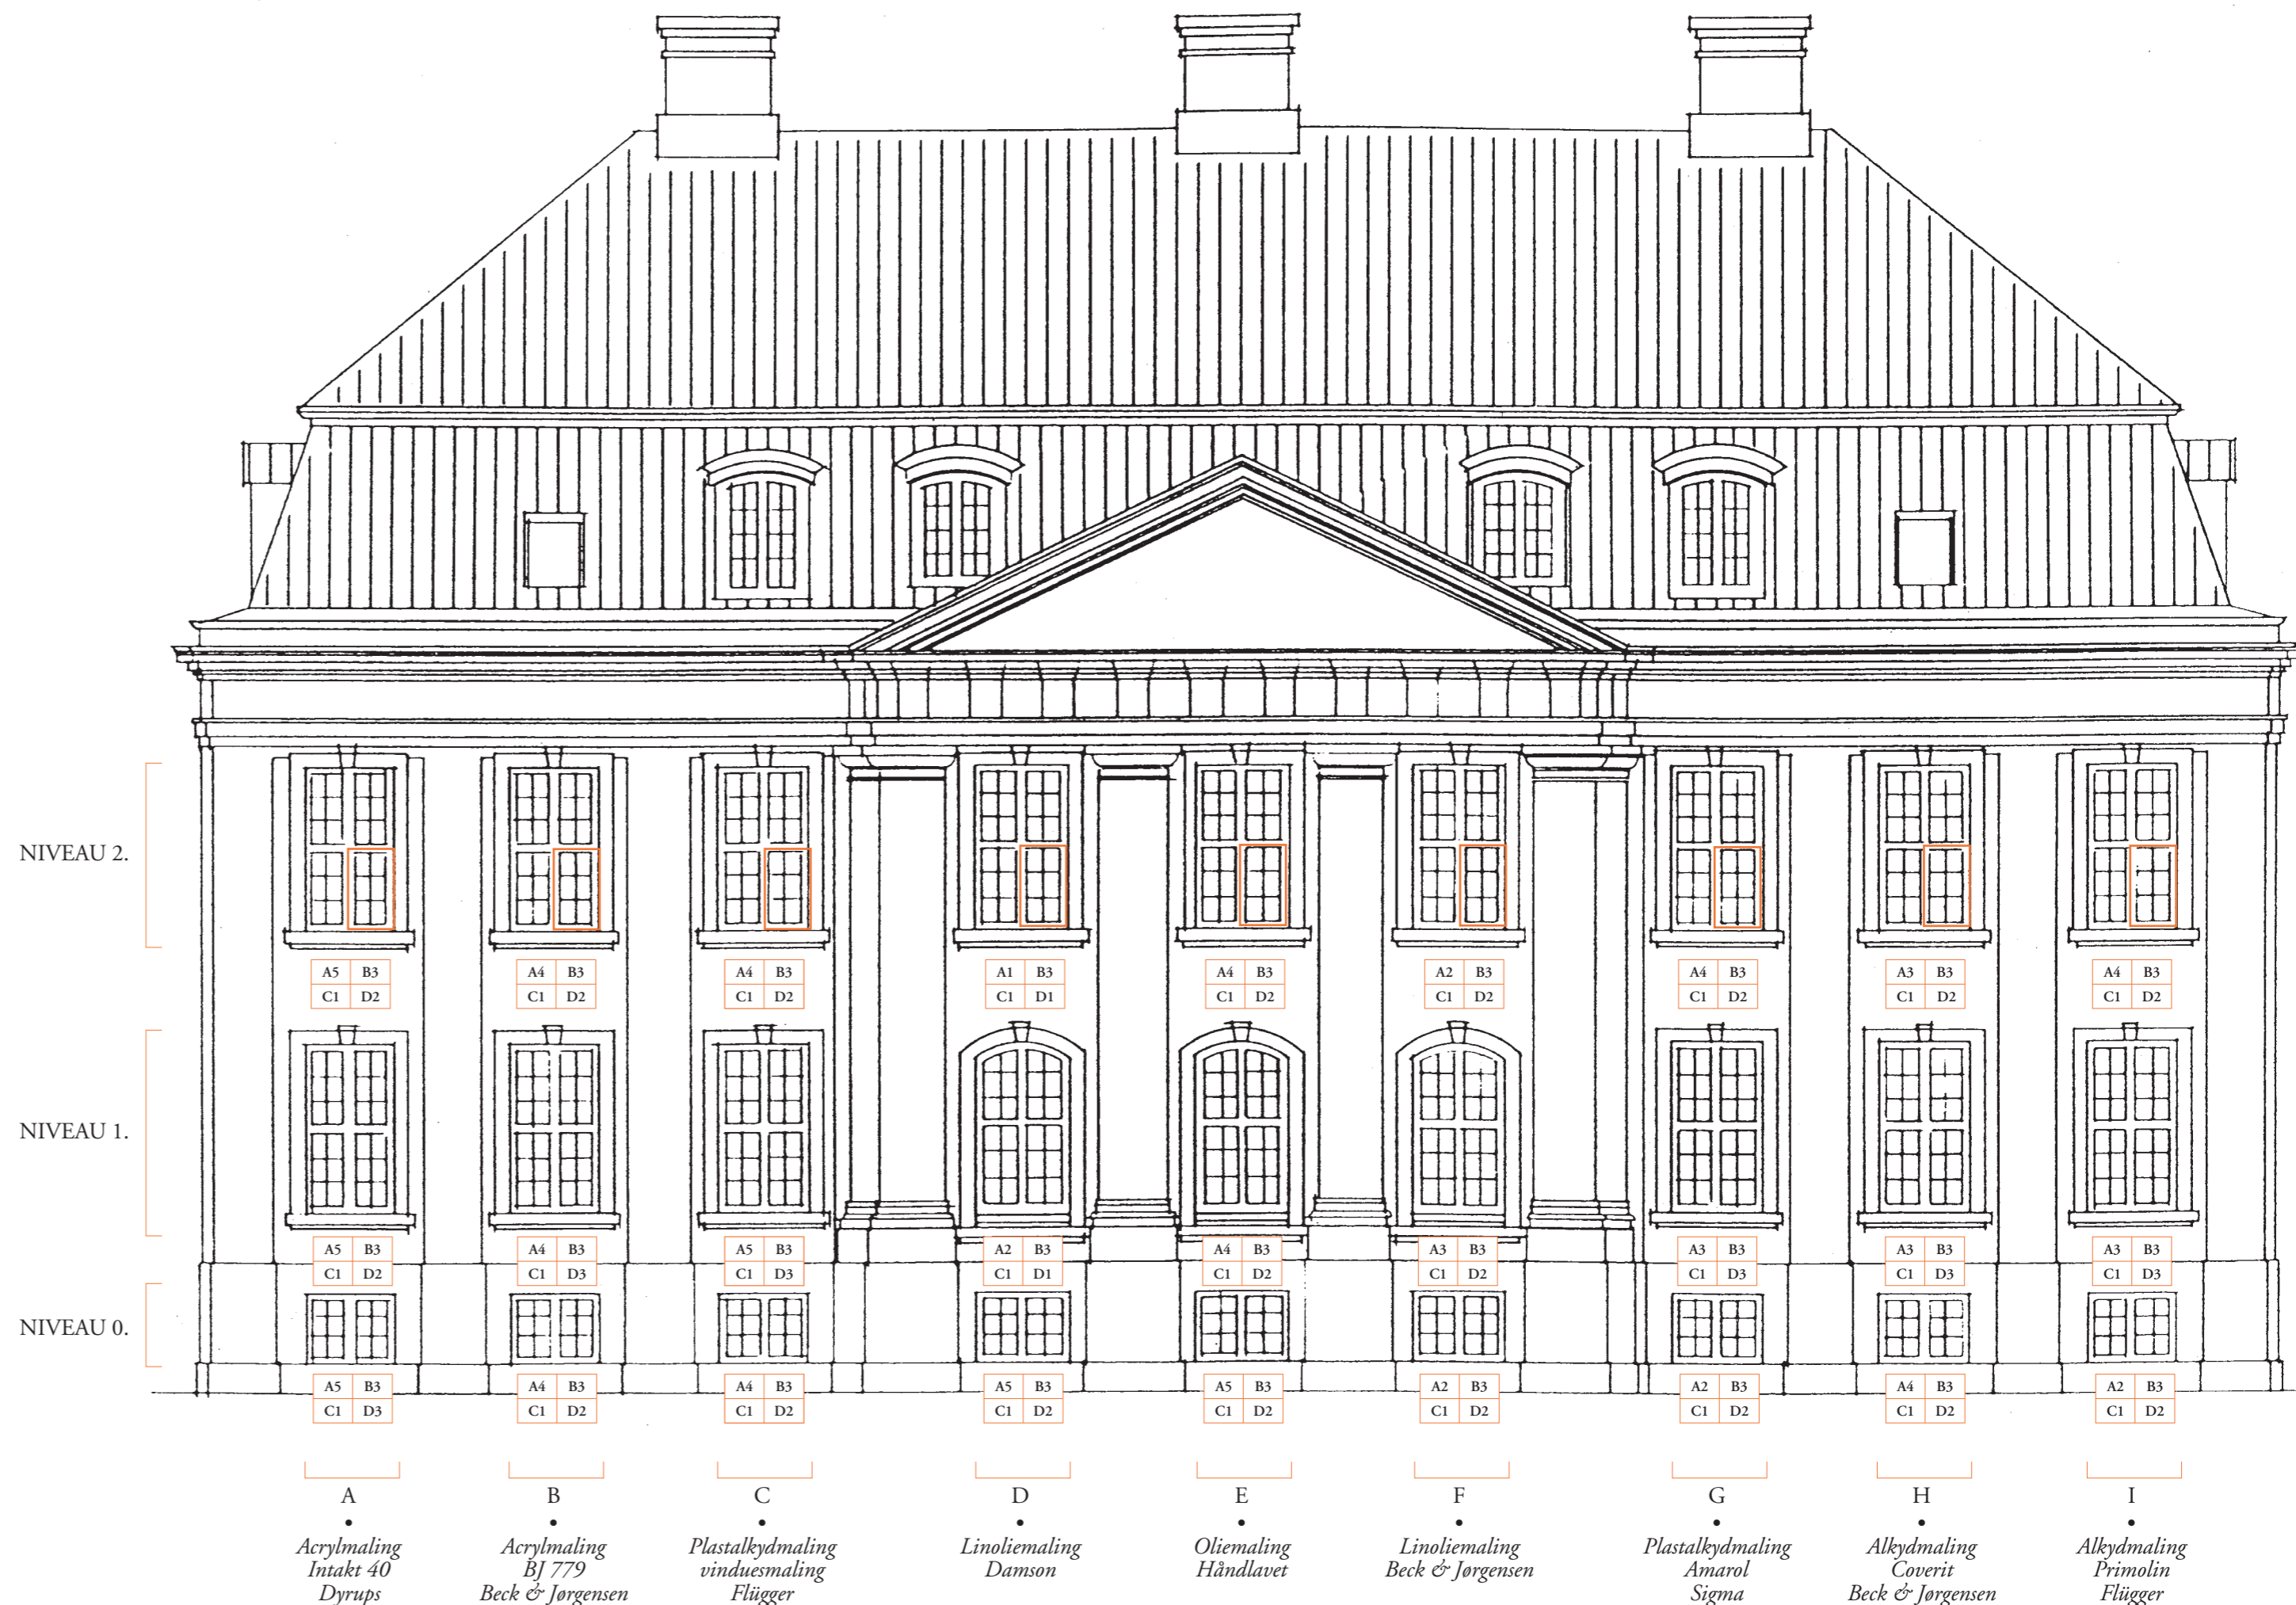 NIVEAU 2.
A5 B3 A4 B3 A4 B3 A1 B3 A4 B3 A2 B3 A4 B3 A3 B3 A4 B3
C1 D2 C1 D2 C1 D2 C1 D1 C1 D2 C1 D2 C1 D2 C1 D2 C1 D2
NIVEAU 1.
A5 B3 A4 B3 A5 B3 A2 B3 A4 B3 A3 B3 A3 B3 A3 B3 A3 B3
C1 D2 C1 D3 C1 D3 C1 D1 C1 D2 C1 D2 C1 D3 C1 D3 C1 D3
NIVEAU 0.
A5 B3 A4 B3 A4 B3 A5 B3 A5 B3 A2 B3 A2 B3 A4 B3 A2 B3
C1 D3 C1 D2 C1 D2 C1 D2 C1 D2 C1 D2 C1 D2 C1 D2 C1 D2
A
Acrylmaling
Intakt 40
Dyrups
B
Acrylmaling
BJ 779
Beck & Jørgensen
C
Plastalkydmaling
vinduesmaling
Flügger
D
Linoliemaling
Damson
E
Oliemaling
Håndlavet
F
Linoliemaling
Beck & Jørgensen
G
Plastalkydmaling
Amarol
Sigma
H
Alkydmaling
Coverit
Beck & Jørgensen
I
Alkydmaling
Primolin
Flügger